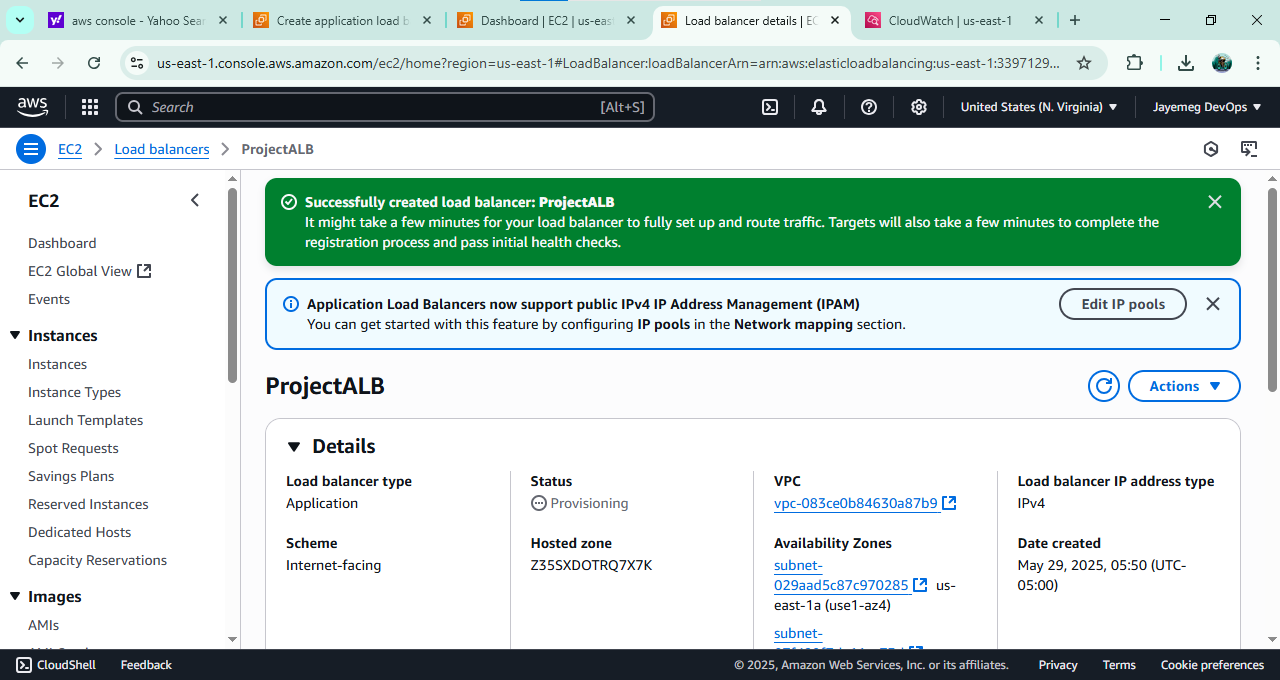 aws console - Yahoo Sear
Create application load b
Dashboard | EC2 | us-eas
Load balancer details | EC
CloudWatch | us-east-1
us-east-1.console.aws.amazon.com/ec2/home?region=us-east-1#LoadBalancer:loadBalancerArn=arn:aws:elasticloadbalancing:us-east-1:3397129...
aws
Search
[Alt+S]
United States (N. Virginia)
Jayemeg DevOps
EC2
Load balancers
ProjectALB
EC2
Dashboard
EC2 Global View
Events
Instances
Instances
Instance Types
Launch Templates
Spot Requests
Savings Plans
Reserved Instances
Dedicated Hosts
Capacity Reservations
Images
AMIs
Successfully created load balancer: ProjectALB
It might take a few minutes for your load balancer to fully set up and route traffic. Targets will also take a few minutes to complete the
registration process and pass initial health checks.
Application Load Balancers now support public IPv4 IP Address Management (IPAM)
You can get started with this feature by configuring IP pools in the Network mapping section.
Edit IP pools
ProjectALB
Actions
Details
Load balancer type
Application
Scheme
Internet-facing
Status
Provisioning
Hosted zone
Z35SXDOTRQ7X7K
VPC
vpc-083ce0b84630a87b9
Availability Zones
subnet-
029aad5c87c970285 us-
east-1a (use1-az4)
subnet-
Load balancer IP address type
IPv4
Date created
May 29, 2025, 05:50 (UTC-
05:00)
CloudShell
Feedback
© 2025, Amazon Web Services, Inc. or its affiliates.
Privacy
Terms
Cookie preferences